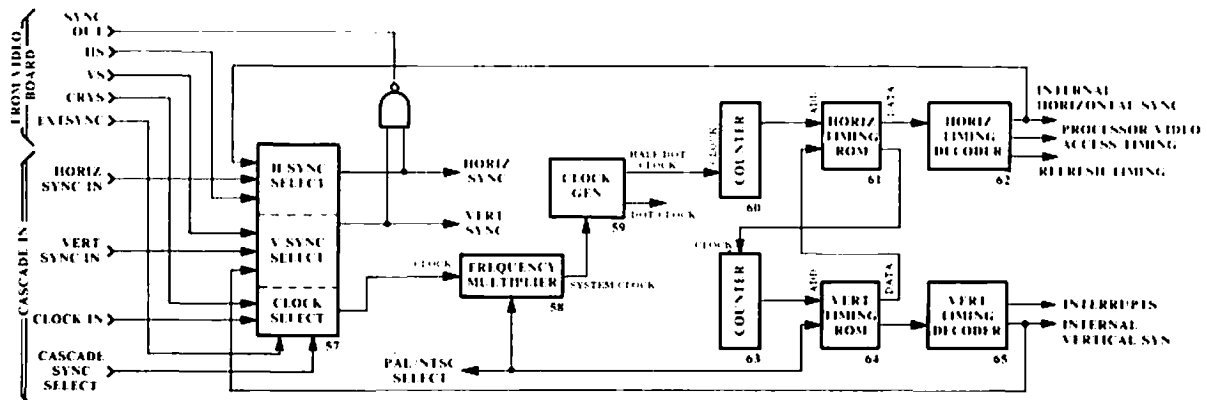 FROM VIDEO
BOARD
SYNC
OUT
HS
VS
CRYS
EXTSYNC
CASCADE IN
HORIZ
SYNC IN
VERT
SYNC IN
CLOCK IN
CASCADE
SYNC
SELECT
H SYNC
SELECT
V SYNC
SELECT
CLOCK
SELECT
57
HORIZ
SYNC
VERT
SYNC
CLOCK
FREQUENCY
MULTIPLIER
58
SYSTEM CLOCK
PAL/NTSC
SELECT
CLOCK
GEN
59
HALF DOT
CLOCK
DOT CLOCK
CLOCK
COUNTER
60
ADD
HORIZ
TIMING
ROM
61
DATA
HORIZ
TIMING
DECODER
62
INTERNAL
HORIZONTAL SYNC
PROCESSOR VIDEO
ACCESS TIMING
REFRESH TIMING
CLOCK
COUNTER
63
ADD
VERT
TIMING
ROM
64
DATA
VERT
TIMING
DECODER
65
INTERRUPTS
INTERNAL
VERTICAL SYN